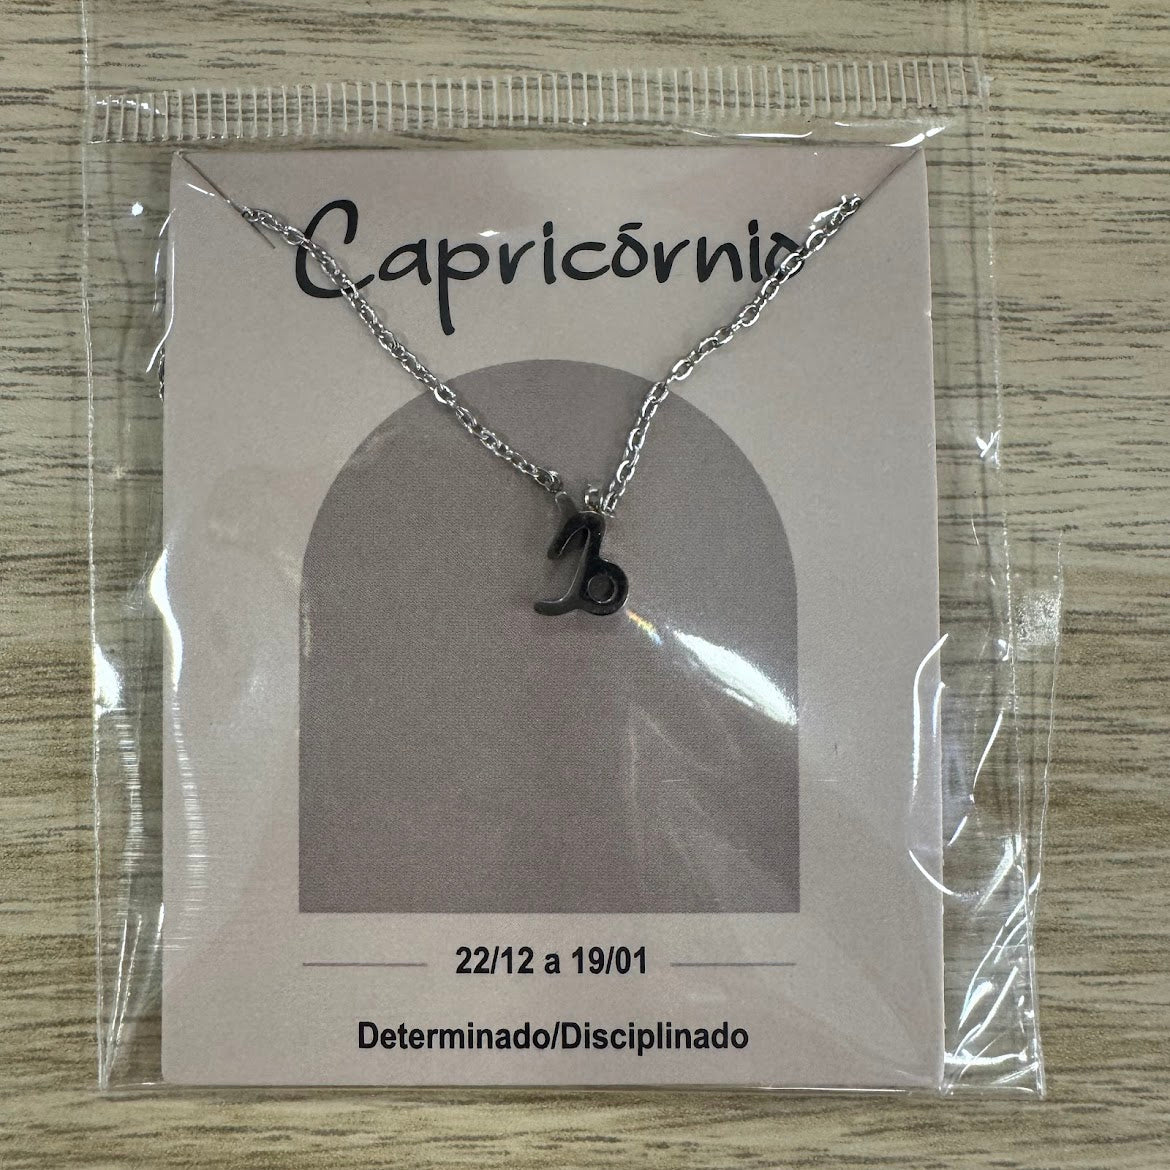 Capricórnio
22/12 a 19/01
Determinado/Disciplinado